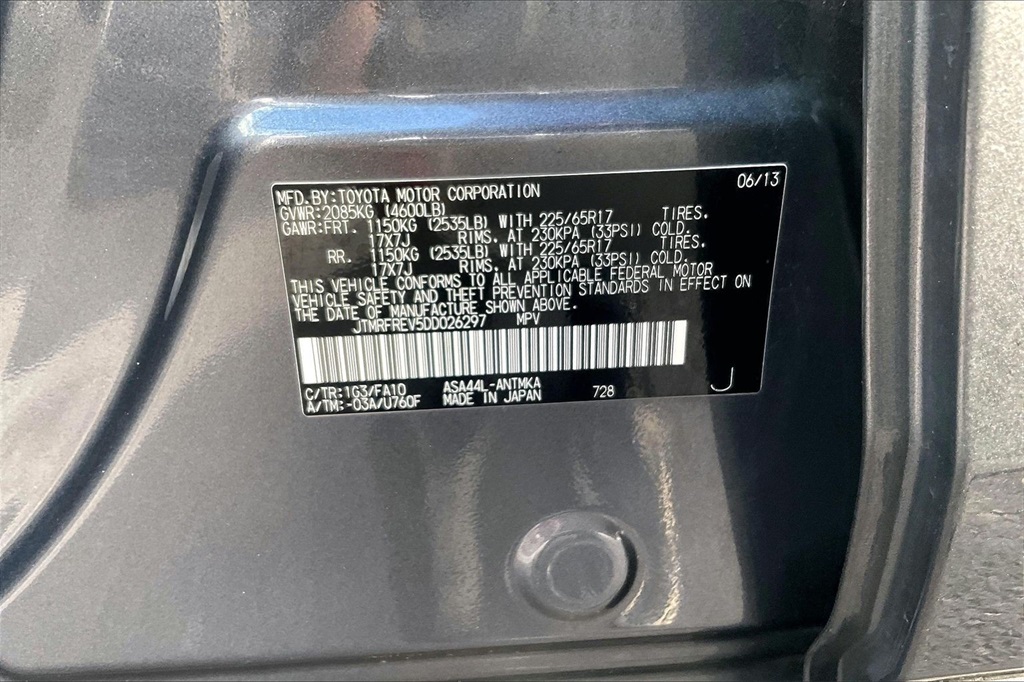 MFD.BY:TOYOTA MOTOR CORPORATION 06/13
GVWR:2085KG (4600LB)
GAWR:FRT. 1150KG (2535LB) WITH 225/65R17 TIRES.
17X7J RIMS, AT 230KPA (33PSI) COLD.
RR. 1150KG (2535LB) WITH 225/65R17 TIRES.
17X7J RIMS, AT 230KPA (33PSI) COLD.
THIS VEHICLE CONFORMS TO ALL APPLICABLE FEDERAL MOTOR
VEHICLE SAFETY AND THEFT PREVENTION STANDARDS IN EFFECT ON
THE DATE OF MANUFACTURE SHOWN ABOVE.
JTMRFREV5DD026297 MPV
C/TR:1G3/FA10 ASA44L-ANTMKA
A/TM:-03A/U760F MADE IN JAPAN 728 J